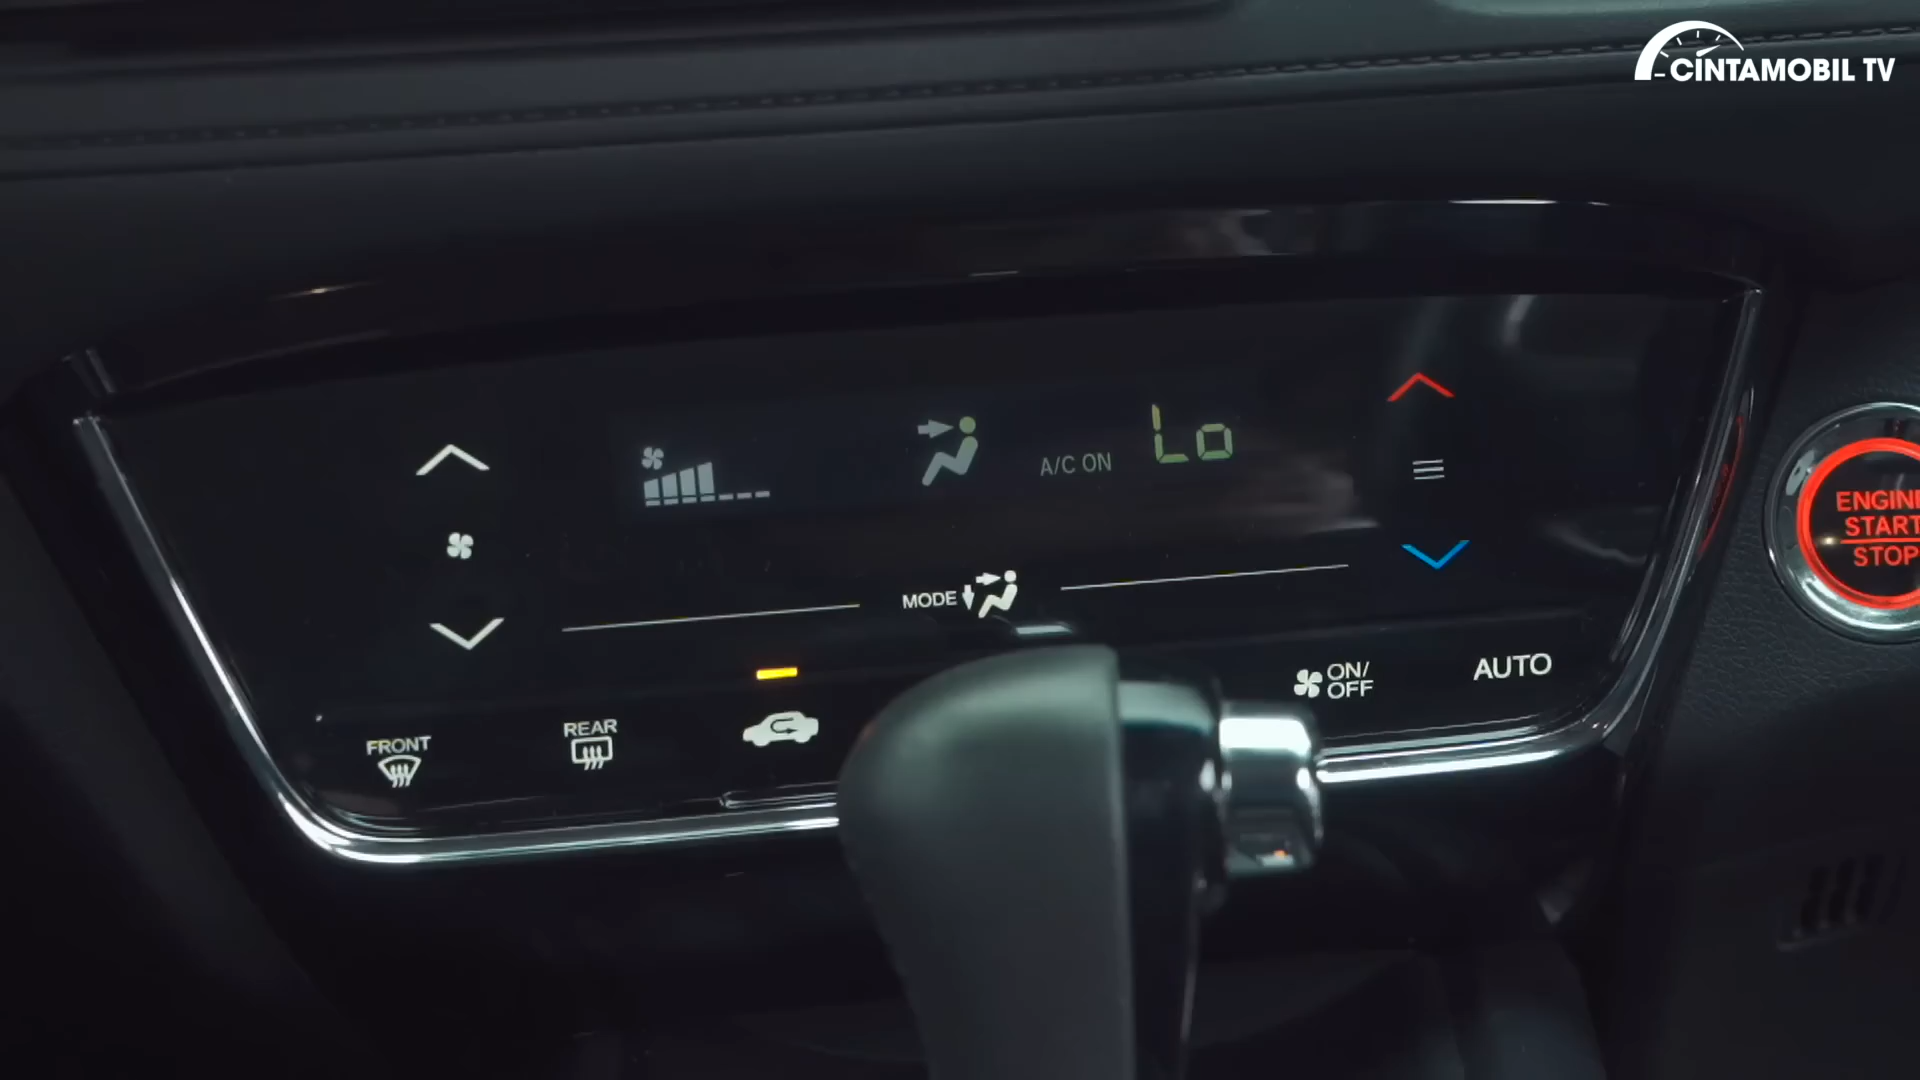 CINTAMOBIL TV
Lo
A/C ON
ENGINE
START
STOP
MODE
ON/
OFF
AUTO
REAR
FRONT